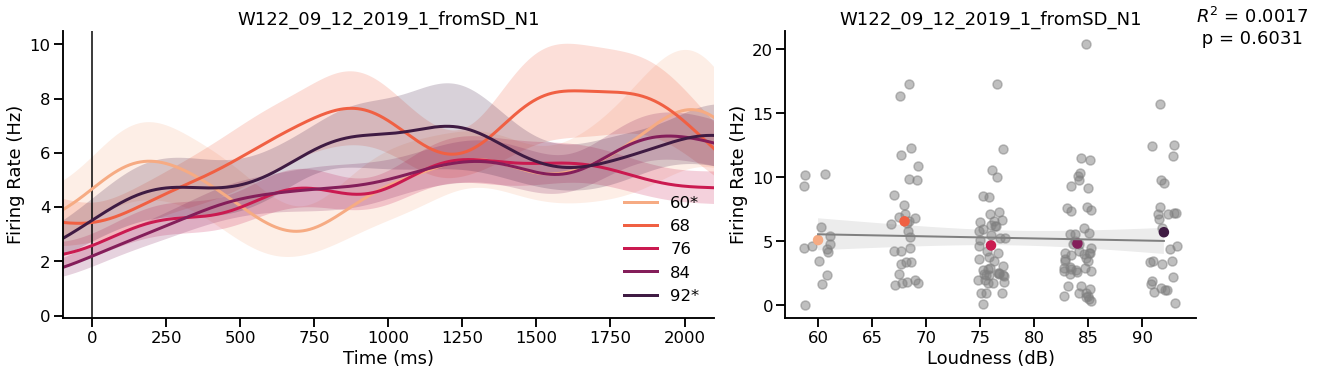 W122_09_12_2019_1_fromSD_N1
Firing Rate (Hz)
10
8
6
4
2
0
0 250 500 750 1000 1250 1500 1750 2000
Time (ms)
60*
68
76
84
92*
W122_09_12_2019_1_fromSD_N1
R² = 0.0017
p = 0.6031
Firing Rate (Hz)
20
15
10
5
0
60 65 70 75 80 85 90
Loudness (dB)